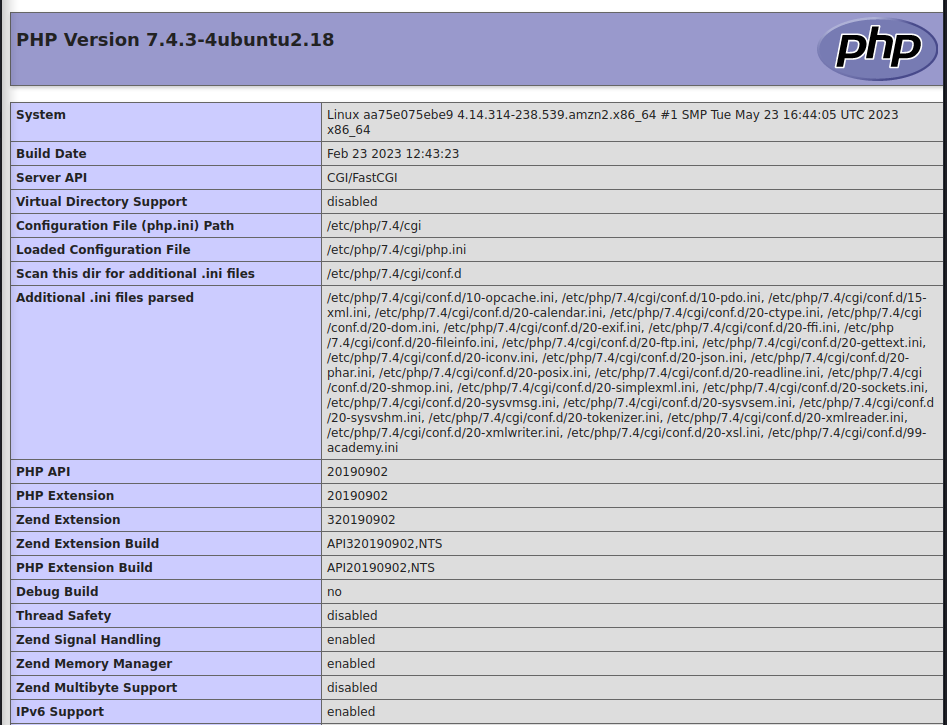 PHP Version 7.4.3-4ubuntu2.18
php
System
Linux aa75e075ebe9 4.14.314-238.539.amzn2.x86_64 #1 SMP Tue May 23 16:44:05 UTC 2023
x86_64
Build Date
Feb 23 2023 12:43:23
Server API
CGI/FastCGI
Virtual Directory Support
disabled
Configuration File (php.ini) Path
/etc/php/7.4/cgi
Loaded Configuration File
/etc/php/7.4/cgi/php.ini
Scan this dir for additional .ini files
/etc/php/7.4/cgi/conf.d
Additional .ini files parsed
/etc/php/7.4/cgi/conf.d/10-opcache.ini, /etc/php/7.4/cgi/conf.d/10-pdo.ini, /etc/php/7.4/cgi/conf.d/15-
xml.ini, /etc/php/7.4/cgi/conf.d/20-calendar.ini, /etc/php/7.4/cgi/conf.d/20-ctype.ini, /etc/php/7.4/cgi
/conf.d/20-dom.ini, /etc/php/7.4/cgi/conf.d/20-exif.ini, /etc/php/7.4/cgi/conf.d/20-ffi.ini, /etc/php
/7.4/cgi/conf.d/20-fileinfo.ini, /etc/php/7.4/cgi/conf.d/20-ftp.ini, /etc/php/7.4/cgi/conf.d/20-gettext.ini,
/etc/php/7.4/cgi/conf.d/20-iconv.ini, /etc/php/7.4/cgi/conf.d/20-json.ini, /etc/php/7.4/cgi/conf.d/20-
phar.ini, /etc/php/7.4/cgi/conf.d/20-posix.ini, /etc/php/7.4/cgi/conf.d/20-readline.ini, /etc/php/7.4/cgi
/conf.d/20-shmop.ini, /etc/php/7.4/cgi/conf.d/20-simplexml.ini, /etc/php/7.4/cgi/conf.d/20-sockets.ini,
/etc/php/7.4/cgi/conf.d/20-sysvmsg.ini, /etc/php/7.4/cgi/conf.d/20-sysvsem.ini, /etc/php/7.4/cgi/conf.d
/20-sysvshm.ini, /etc/php/7.4/cgi/conf.d/20-tokenizer.ini, /etc/php/7.4/cgi/conf.d/20-xmlreader.ini,
/etc/php/7.4/cgi/conf.d/20-xmlwriter.ini, /etc/php/7.4/cgi/conf.d/20-xsl.ini, /etc/php/7.4/cgi/conf.d/99-
academy.ini
PHP API
20190902
PHP Extension
20190902
Zend Extension
320190902
Zend Extension Build
API320190902,NTS
PHP Extension Build
API20190902,NTS
Debug Build
no
Thread Safety
disabled
Zend Signal Handling
enabled
Zend Memory Manager
enabled
Zend Multibyte Support
disabled
IPv6 Support
enabled